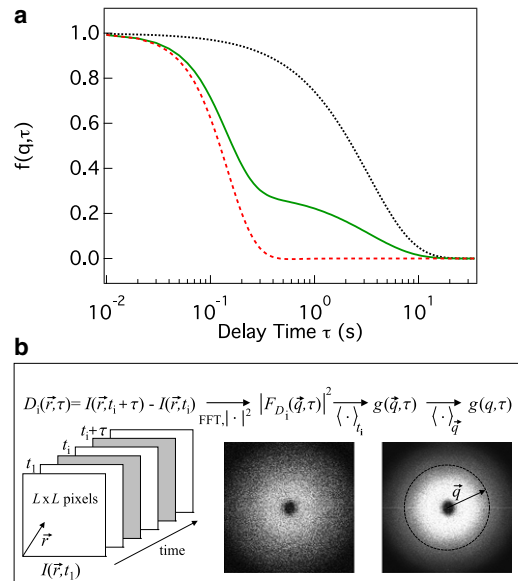 a
1.0
0.8
0.6
0.4
0.2
0.0
f(q,τ)
10⁻² 10⁻¹ 10⁰ 10¹
Delay Time τ (s)
b
D_i(r⃗,τ)= I(r⃗,t_i + τ) - I(r⃗,t_i) ⟶ FFT,|·|² |F_{D_i}(q⃗,τ)|² ⟶ ⟨·⟩_{t_i} g(q⃗,τ) ⟶ ⟨·⟩_{q⃗} g(q,τ)
t_i+τ
t_i
t_1
L x L pixels
r⃗
I(r⃗,t_1)
time
q⃗